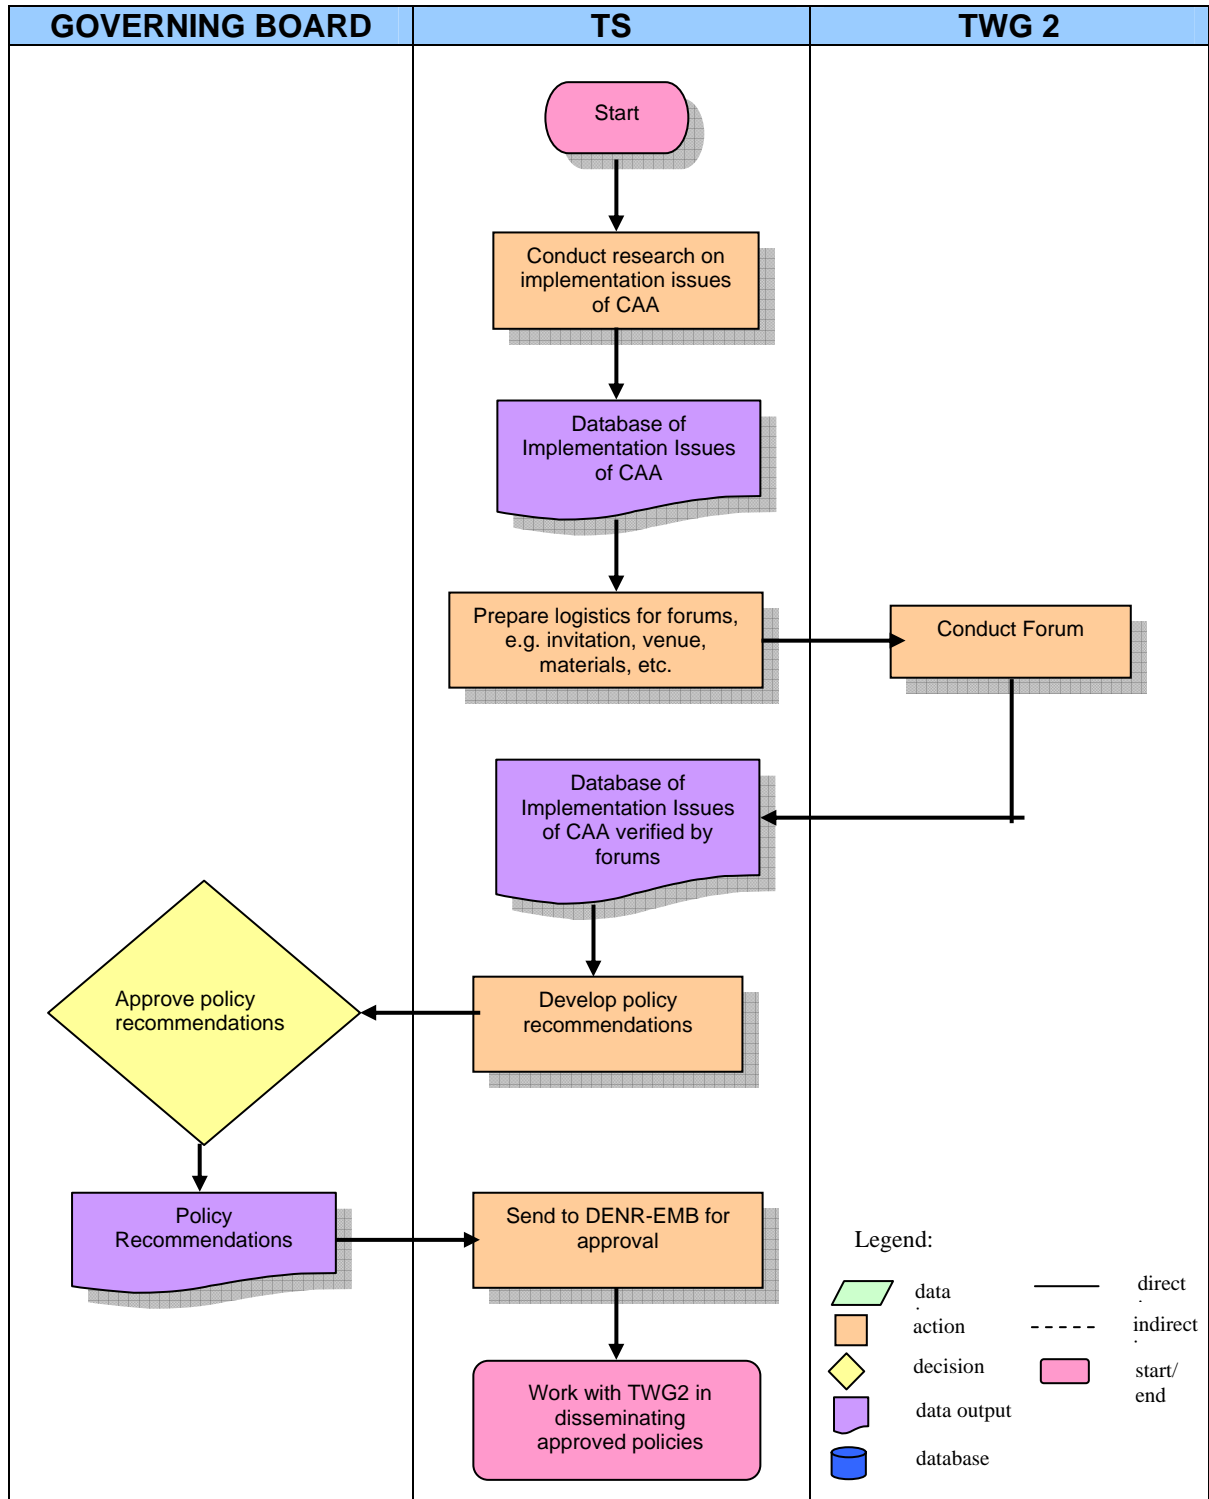 GOVERNING BOARD
TS
TWG 2
Start
Conduct research on
implementation issues
of CAA
Database of
Implementation Issues
of CAA
Prepare logistics for forums,
e.g. invitation, venue,
materials, etc.
Conduct Forum
Database of
Implementation Issues
of CAA verified by
forums
Approve policy
recommendations
Develop policy
recommendations
Policy
Recommendations
Send to DENR-EMB for
approval
Work with TWG2 in
disseminating
approved policies
Legend:
data
direct
action
indirect
decision
start/
end
data output
database